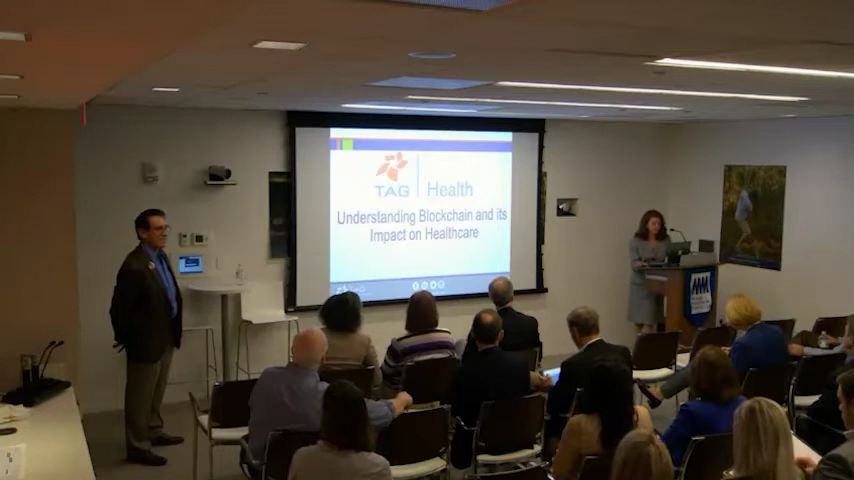 TAG Health
Understanding Blockchain and its
Impact on Healthcare